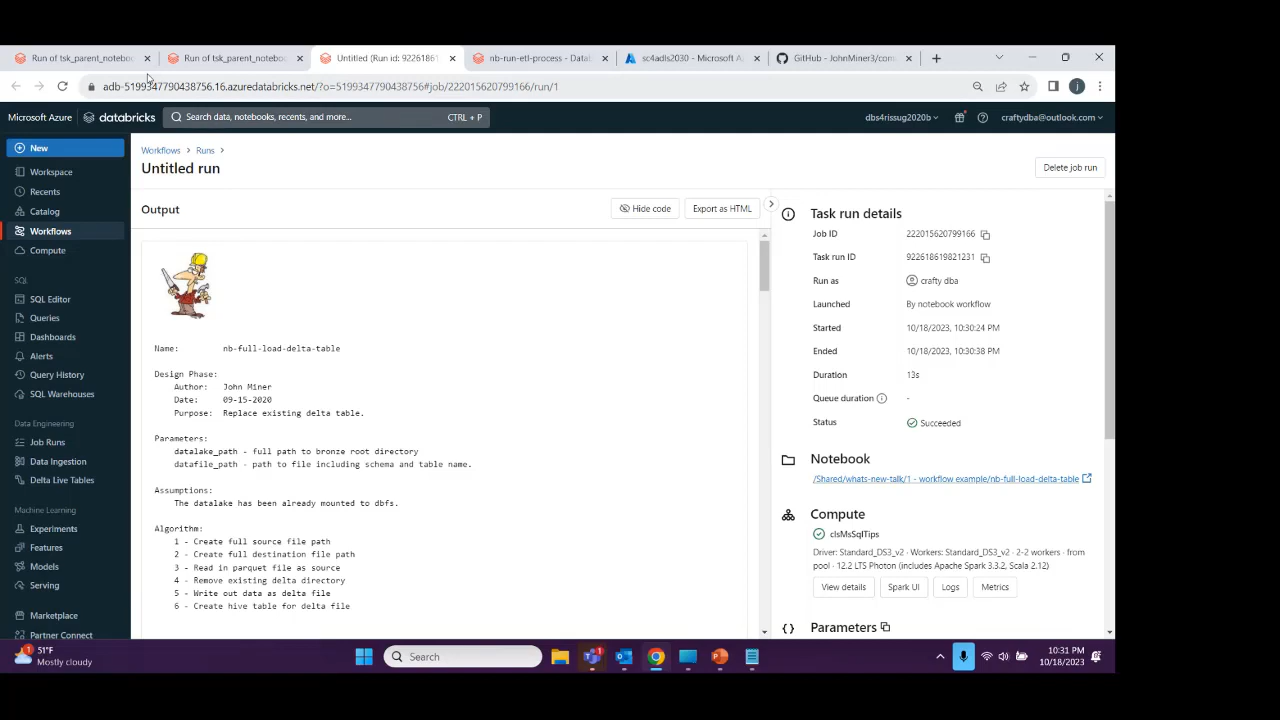 Run of tsk_parent_notebou
Run of tsk_parent_notebou
Untitled (Run id: 92261861
nb-run-etl-process - Datab
sc4adls2030 - Microsoft A
GitHub - JohnMiner3/com
adb-5199347790438756.16.azuredatabricks.net/?o=5199347790438756#job/222015620799166/run/1
Microsoft Azure
databricks
Search data, notebooks, recents, and more...
CTRL + P
dbs4rissug2020b
craftydba@outlook.com
New
Workspace
Recents
Catalog
Workflows
Compute
SQL
SQL Editor
Queries
Dashboards
Alerts
Query History
SQL Warehouses
Data Engineering
Job Runs
Data Ingestion
Delta Live Tables
Machine Learning
Experiments
Features
Models
Serving
Marketplace
Partner Connect
Workflows > Runs >
Untitled run
Delete job run
Output
Hide code
Export as HTML
Name: nb-full-load-delta-table
Design Phase:
Author: John Miner
Date: 09-15-2020
Purpose: Replace existing delta table.
Parameters:
datalake_path - full path to bronze root directory
datafile_path - path to file including schema and table name.
Assumptions:
The datalake has been already mounted to dbfs.
Algorithm:
1 - Create full source file path
2 - Create full destination file path
3 - Read in parquet file as source
4 - Remove existing delta directory
5 - Write out data as delta file
6 - Create hive table for delta file
Task run details
Job ID 222015620799166
Task run ID 922618619821231
Run as crafty dba
Launched By notebook workflow
Started 10/18/2023, 10:30:24 PM
Ended 10/18/2023, 10:30:38 PM
Duration 13s
Queue duration -
Status Succeeded
Notebook
/Shared/whats-new-talk/1 - workflow example/nb-full-load-delta-table
Compute
clsMsSqlTips
Driver: Standard_DS3_v2 · Workers: Standard_DS3_v2 · 2-2 workers · from
pool · 12.2 LTS Photon (includes Apache Spark 3.3.2, Scala 2.12)
View details
Spark UI
Logs
Metrics
Parameters
1
51°F
Mostly cloudy
Search
1
10:31 PM
10/18/2023